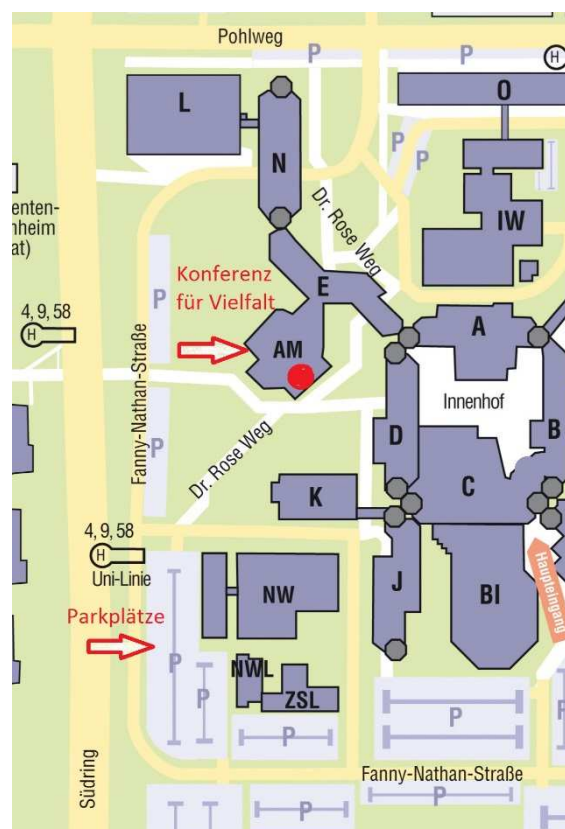 Pohlweg
P
P
H
L
O
N
P
P
Dr. Rose Weg
IW
enten-
nheim
at)
Konferenz
für Vielfalt
E
P
4, 9, 58
H
A
AM
Fanny-Nathan-Straße
Innenhof
D
B
P
Dr. Rose Weg
K
C
4, 9, 58
H
Uni-Linie
NW
J
BI
Haupteingang
Parkplätze
P
P
NWL
ZSL
P
P
P
Südring
Fanny-Nathan-Straße
P
P
P
P